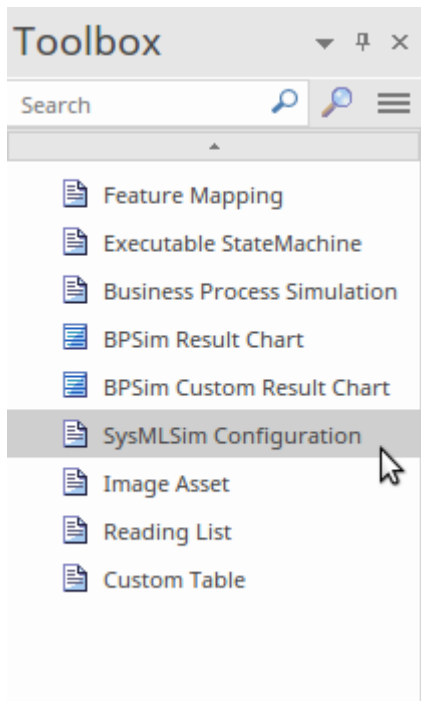 Toolbox
Search
Feature Mapping
Executable StateMachine
Business Process Simulation
BPSim Result Chart
BPSim Custom Result Chart
SysMLSim Configuration
Image Asset
Reading List
Custom Table